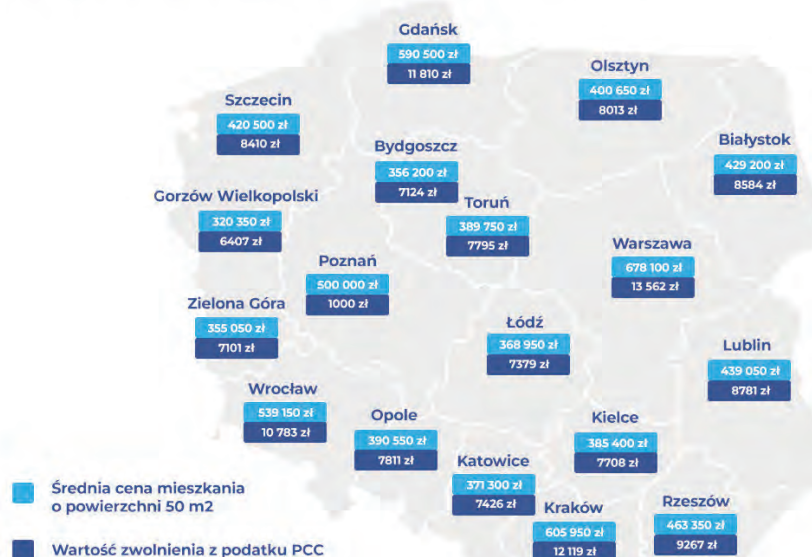 Gdańsk
590 500 zł
11 810 zł
Olsztyn
400 650 zł
8013 zł
Szczecin
420 500 zł
8410 zł
Białystok
429 200 zł
8584 zł
Bydgoszcz
356 200 zł
7124 zł
Gorzów Wielkopolski
320 350 zł
6407 zł
Toruń
389 750 zł
7795 zł
Warszawa
678 100 zł
13 562 zł
Poznań
500 000 zł
1000 zł
Zielona Góra
355 050 zł
7101 zł
Łódź
368 950 zł
7379 zł
Lublin
439 050 zł
8781 zł
Wrocław
539 150 zł
10 783 zł
Opole
390 550 zł
7811 zł
Kielce
385 400 zł
7708 zł
Katowice
371 300 zł
7426 zł
Kraków
605 950 zł
12 119 zł
Rzeszów
463 350 zł
9267 zł
Średnia cena mieszkania
o powierzchni 50 m2
Wartość zwolnienia z podatku PCC